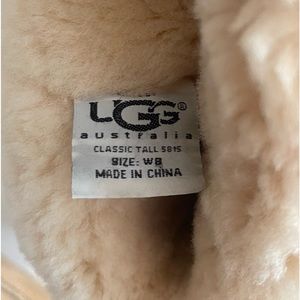 UGG®
australia
CLASSIC TALL 5815
SIZE: W8
MADE IN CHINA